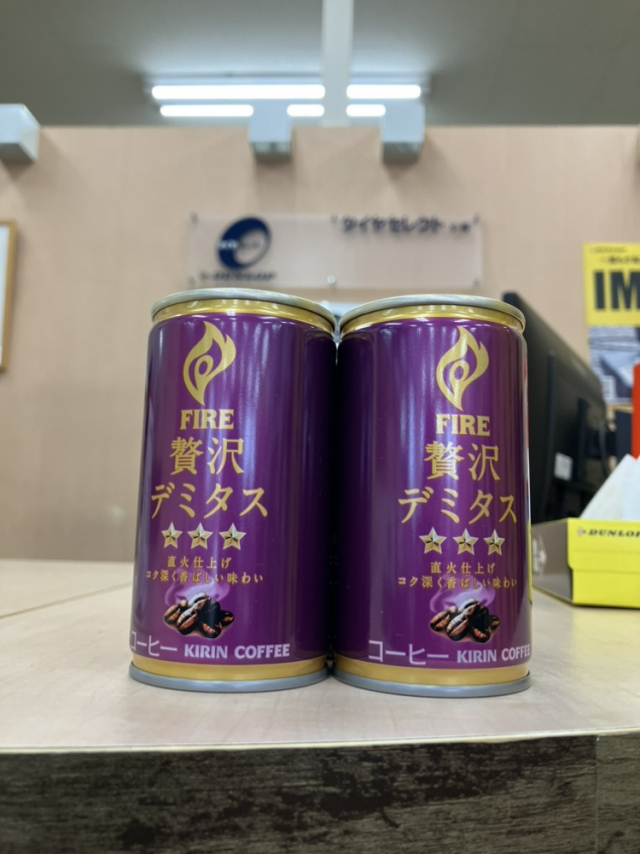 タイヤセレクト
DUNLOP
IM
FIRE
贅沢
デミタス
直火仕上げ
コク深く香ばしい味わい
コーヒー KIRIN COFFEE
FIRE
贅沢
デミタス
直火仕上げ
コク深く香ばしい味わい
コーヒー KIRIN COFFEE
DUNLOP